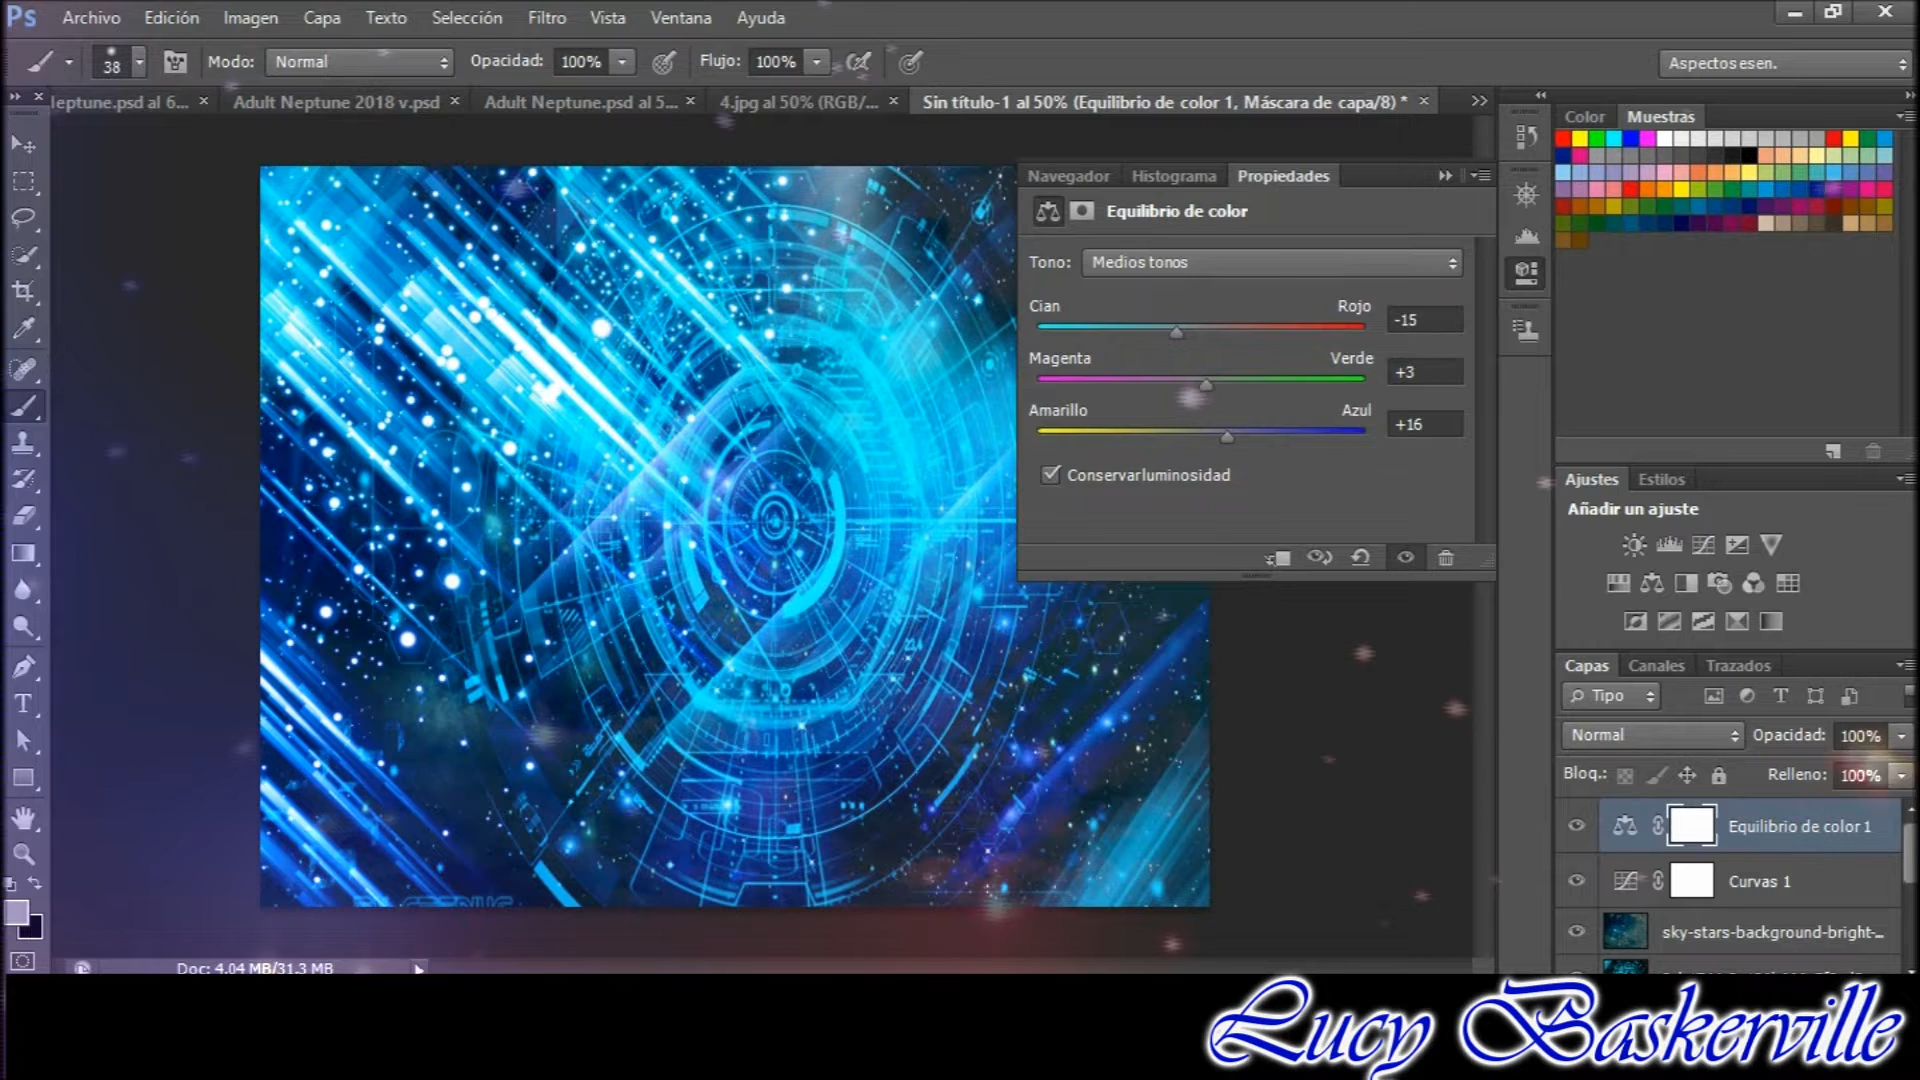 Ps Archivo Edición Imagen Capa Texto Selección Filtro Vista Ventana Ayuda
38 Modo: Normal Opacidad: 100% Flujo: 100% Aspectos esen.
leptune.psd al 6... × Adult Neptune 2018 v.psd × Adult Neptune.psd al 5... × 4.jpg al 50% (RGB/... × Sin título-1 al 50% (Equilibrio de color 1, Máscara de capa/8) * ×
Color Muestras
Navegador Histograma Propiedades
Equilibrio de color
Tono: Medios tonos
Cian Rojo -15
Magenta Verde +3
Amarillo Azul +16
Conservar luminosidad
Ajustes Estilos
Añadir un ajuste
Capas Canales Trazados
Tipo
Normal Opacidad: 100%
Bloq.: Relleno: 100%
Equilibrio de color 1
Curvas 1
sky-stars-background-bright-...
Doc: 4.04 MB/31.3 MB
Lucy Baskerville